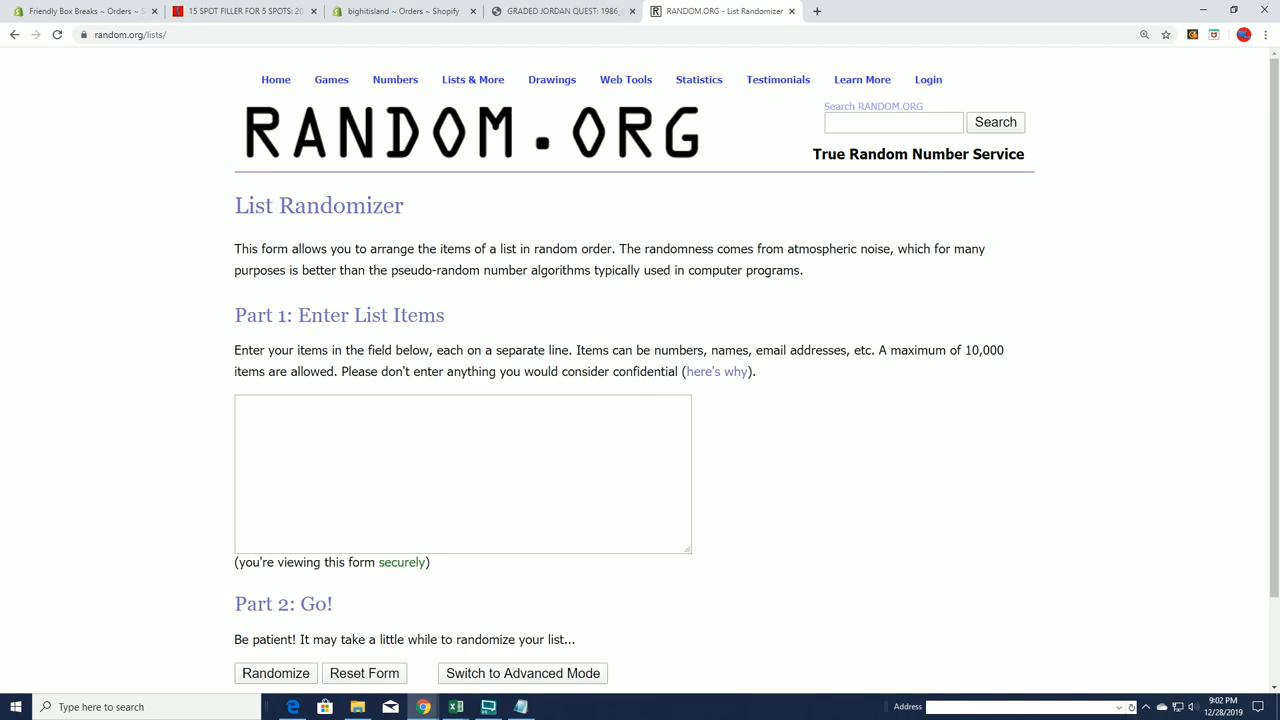 Friendly Box Breaks ~ Orders ~ S
15 SPOT FILLER FOR 5 SPOTS: 20
bighitisland ~ Orders ~ Shopify
GRADED JORDAN QUEST: 1986_
RANDOM.ORG - List Randomizer
random.org/lists/
Home Games Numbers Lists & More Drawings Web Tools Statistics Testimonials Learn More Login
RANDOM.ORG
Search RANDOM.ORG
Search
True Random Number Service
List Randomizer
This form allows you to arrange the items of a list in random order. The randomness comes from atmospheric noise, which for many
purposes is better than the pseudo-random number algorithms typically used in computer programs.
Part 1: Enter List Items
Enter your items in the field below, each on a separate line. Items can be numbers, names, email addresses, etc. A maximum of 10,000
items are allowed. Please don't enter anything you would consider confidential (here's why).
(you're viewing this form securely)
Part 2: Go!
Be patient! It may take a little while to randomize your list...
Randomize Reset Form Switch to Advanced Mode
Type here to search
Address
9:02 PM
12/28/2019